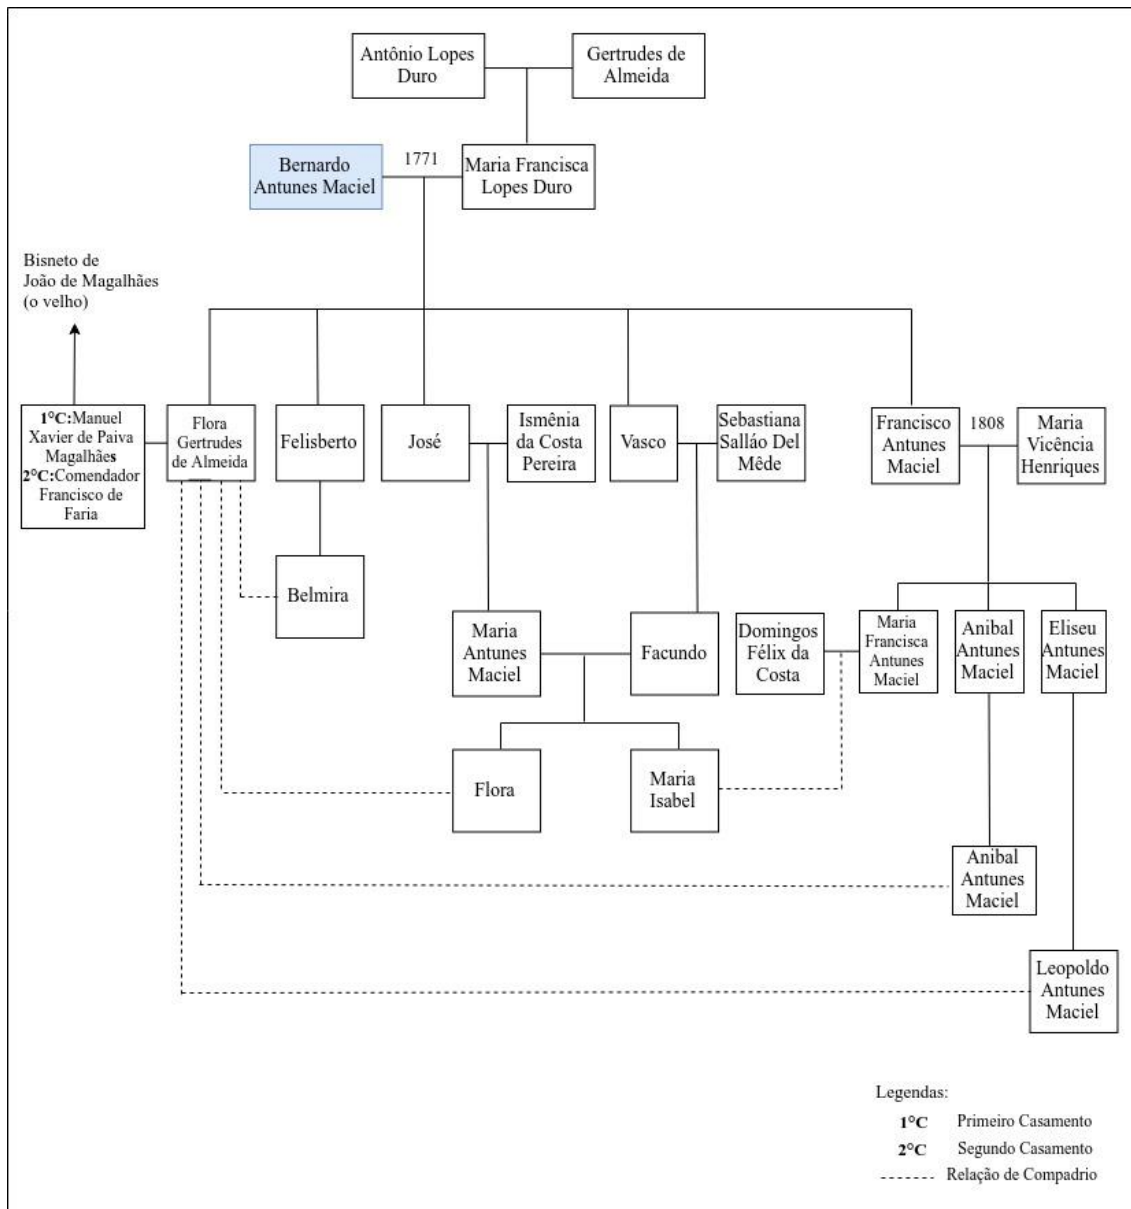 Antônio Lopes
Duro
Gertrudes de
Almeida
Bernardo
Antunes Maciel
1771
Maria Francisca
Lopes Duro
Bisneto de
João de Magalhães
(o velho)
1°C:Manuel
Xavier de Paiva
Magalhães
2°C:Comendador
Francisco de
Faria
Flora
Gertrudes
de Almeida
Felisberto
José
Ismênia
da Costa
Pereira
Vasco
Sebastiana
Salláo Del
Mêde
Francisco
Antunes
Maciel
1808
Maria
Vicência
Henriques
Belmira
Maria
Antunes
Maciel
Facundo
Domingos
Félix da
Costa
Maria
Francisca
Antunes
Maciel
Anibal
Antunes
Maciel
Eliseu
Antunes
Maciel
Flora
Maria
Isabel
Anibal
Antunes
Maciel
Leopoldo
Antunes
Maciel
Legendas:
1°C Primeiro Casamento
2°C Segundo Casamento
Relação de Compadrio